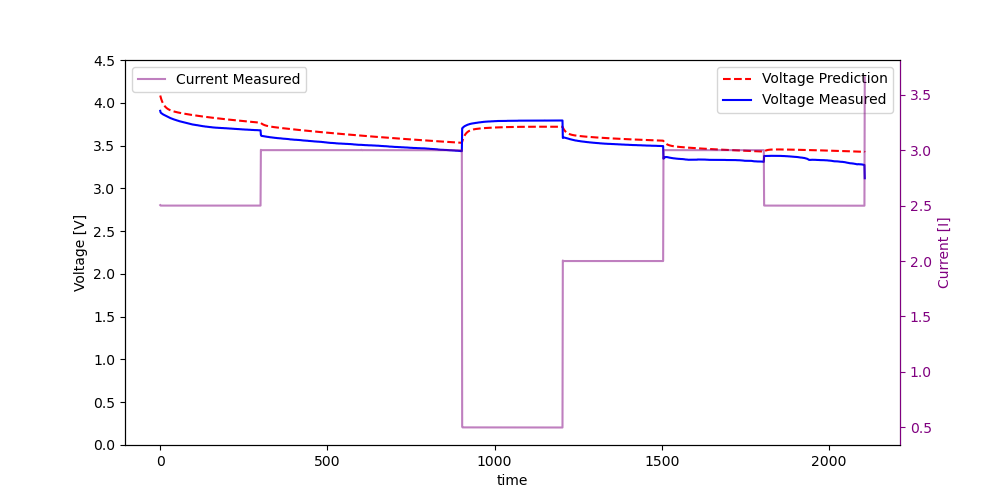 Current Measured
Voltage Prediction
Voltage Measured
4.5
4.0
3.5
3.0
2.5
2.0
1.5
1.0
0.5
0.0
Voltage [V]
3.5
3.0
2.5
2.0
1.5
1.0
0.5
Current [I]
0 500 1000 1500 2000
time